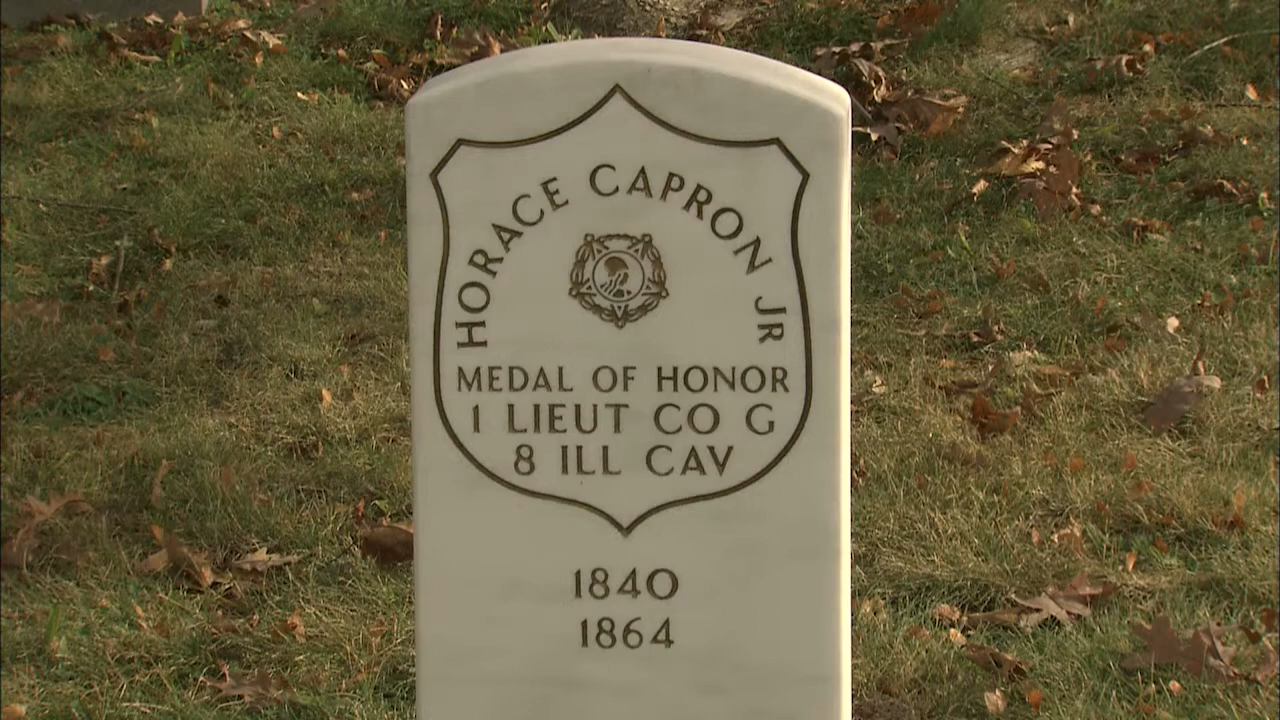 HORACE CAPRON JR
MEDAL OF HONOR
1 LIEUT CO G
8 ILL CAV
1840
1864